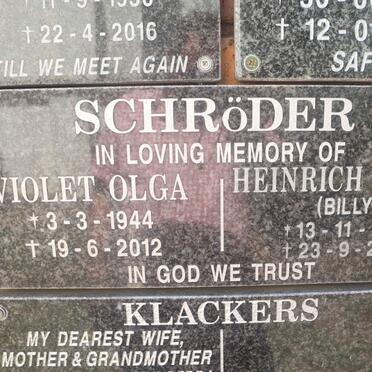 † 22-4-2016
TILL WE MEET AGAIN
† 12-0
SAF
SCHRöDER
IN LOVING MEMORY OF
VIOLET OLGA
* 3-3-1944
† 19-6-2012
HEINRICH
(BILLY
* 13-11-
† 23-9-2
IN GOD WE TRUST
KLACKERS
MY DEAREST WIFE,
MOTHER & GRANDMOTHER